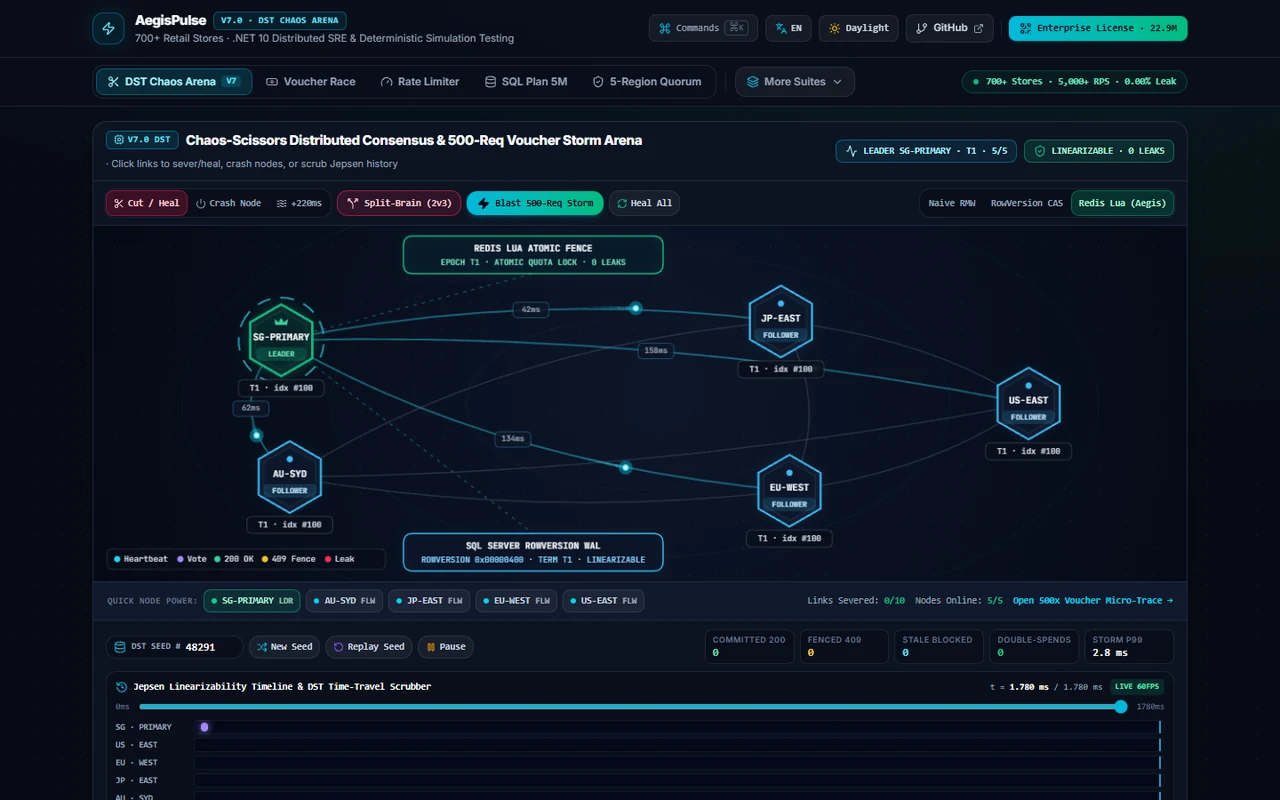 AegisPulse V7.0 · DST CHAOS ARENA
700+ Retail Stores · .NET 10 Distributed SRE & Deterministic Simulation Testing
Commands ⌘K
EN
Daylight
GitHub
Enterprise License · 22.9M
DST Chaos Arena V7
Voucher Race
Rate Limiter
SQL Plan 5M
5-Region Quorum
More Suites
700+ Stores · 5,000+ RPS · 0.00% Leak
V7.0 DST
Chaos-Scissors Distributed Consensus & 500-Req Voucher Storm Arena
· Click links to sever/heal, crash nodes, or scrub Jepsen history
LEADER SG-PRIMARY · T1 · 5/5
LINEARIZABLE · 0 LEAKS
Cut / Heal
Crash Node
+220ms
Split-Brain (2v3)
Blast 500-Req Storm
Heal All
Naive RMW
RowVersion CAS
Redis Lua (Aegis)
REDIS LUA ATOMIC FENCE
EPOCH T1 · ATOMIC QUOTA LOCK · 0 LEAKS
42ms
158ms
62ms
134ms
SG-PRIMARY
LEADER
T1 · idx #100
JP-EAST
FOLLOWER
T1 · idx #100
US-EAST
FOLLOWER
T1 · idx #100
AU-SYD
FOLLOWER
T1 · idx #100
EU-WEST
FOLLOWER
T1 · idx #100
SQL SERVER ROWVERSION WAL
ROWVERSION 0x00000400 · TERM T1 · LINEARIZABLE
Heartbeat
Vote
200 OK
409 Fence
Leak
QUICK NODE POWER:
SG-PRIMARY LDR
AU-SYD FLW
JP-EAST FLW
EU-WEST FLW
US-EAST FLW
Links Severed: 0/10
Nodes Online: 5/5
Open 500x Voucher Micro-Trace →
DST SEED # 48291
New Seed
Replay Seed
Pause
COMMITTED 200
0
FENCED 409
0
STALE BLOCKED
0
DOUBLE-SPENDS
0
STORM P99
2.8 ms
Jepsen Linearizability Timeline & DST Time-Travel Scrubber
t = 1.780 ms / 1.780 ms
LIVE 60FPS
0ms
1780ms
SG · PRIMARY
US · EAST
EU · WEST
JP · EAST
AU · SYD